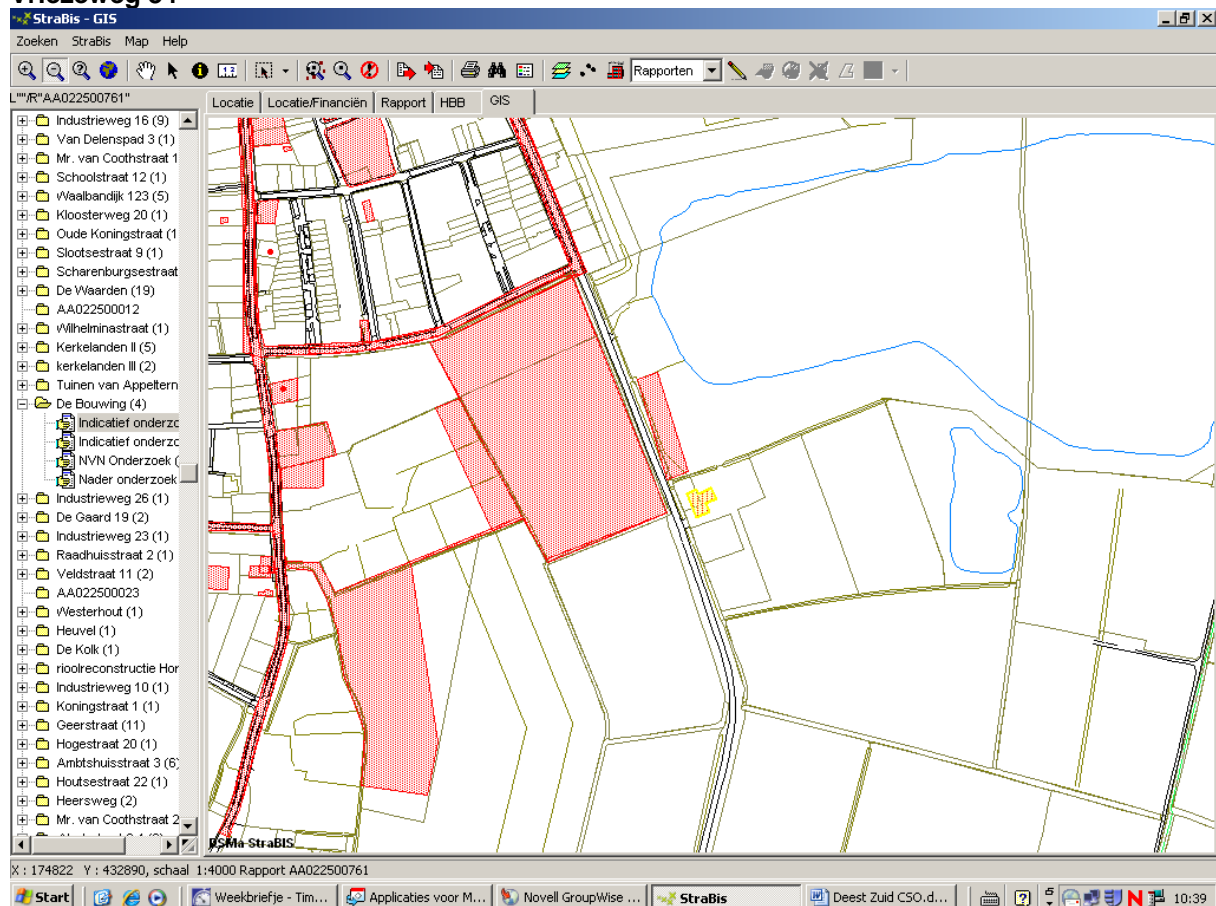 StraBis - GIS
Zoeken StraBis Map Help
Rapporten
L""/R"AA022500761"
Locatie Locatie/Financiën Rapport HBB GIS
Industrieweg 16 (9)
Van Delenspad 3 (1)
Mr. van Coothstraat 1
Schoolstraat 12 (1)
Waalbandijk 123 (5)
Kloosterweg 20 (1)
Oude Koningstraat (1
Slootsestraat 9 (1)
Scharenburgsestraat
De Waarden (19)
AA022500012
Wilhelminastraat (1)
Kerkelanden II (5)
kerkelanden III (2)
Tuinen van Appeltern
De Bouwing (4)
Indicatief onderzo
Indicatief onderzo
NVN Onderzoek (
Nader onderzoek
Industrieweg 26 (1)
De Gaard 19 (2)
Industrieweg 23 (1)
Raadhuisstraat 2 (1)
Veldstraat 11 (2)
AA022500023
Westerhout (1)
Heuvel (1)
De Kolk (1)
rioolreconstructie Hor
Industrieweg 10 (1)
Koningstraat 1 (1)
Geerstraat (11)
Hogestraat 20 (1)
Ambtshuisstraat 3 (6)
Houtsestraat 22 (1)
Heersweg (2)
Mr. van Coothstraat 2
StraBIS
X : 174822 Y : 432890, schaal 1:4000 Rapport AA022500761
Start Weekbriefje - Tim... Applicaties voor M... Novell GroupWise ... StraBis Deest Zuid CSO.d... 10:39